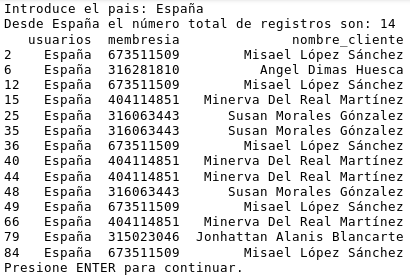 Introduce el pais: España
Desde España el número total de registros son: 14
usuarios membresia nombre_cliente
2 España 673511509 Misael López Sánchez
6 España 316281810 Angel Dimas Huesca
12 España 673511509 Misael López Sánchez
15 España 404114851 Minerva Del Real Martínez
25 España 316063443 Susan Morales Gónzalez
35 España 316063443 Susan Morales Gónzalez
36 España 673511509 Misael López Sánchez
40 España 404114851 Minerva Del Real Martínez
44 España 404114851 Minerva Del Real Martínez
48 España 316063443 Susan Morales Gónzalez
49 España 673511509 Misael López Sánchez
66 España 404114851 Minerva Del Real Martínez
79 España 315023046 Jonhattan Alanis Blancarte
84 España 673511509 Misael López Sánchez
Presione ENTER para continuar.